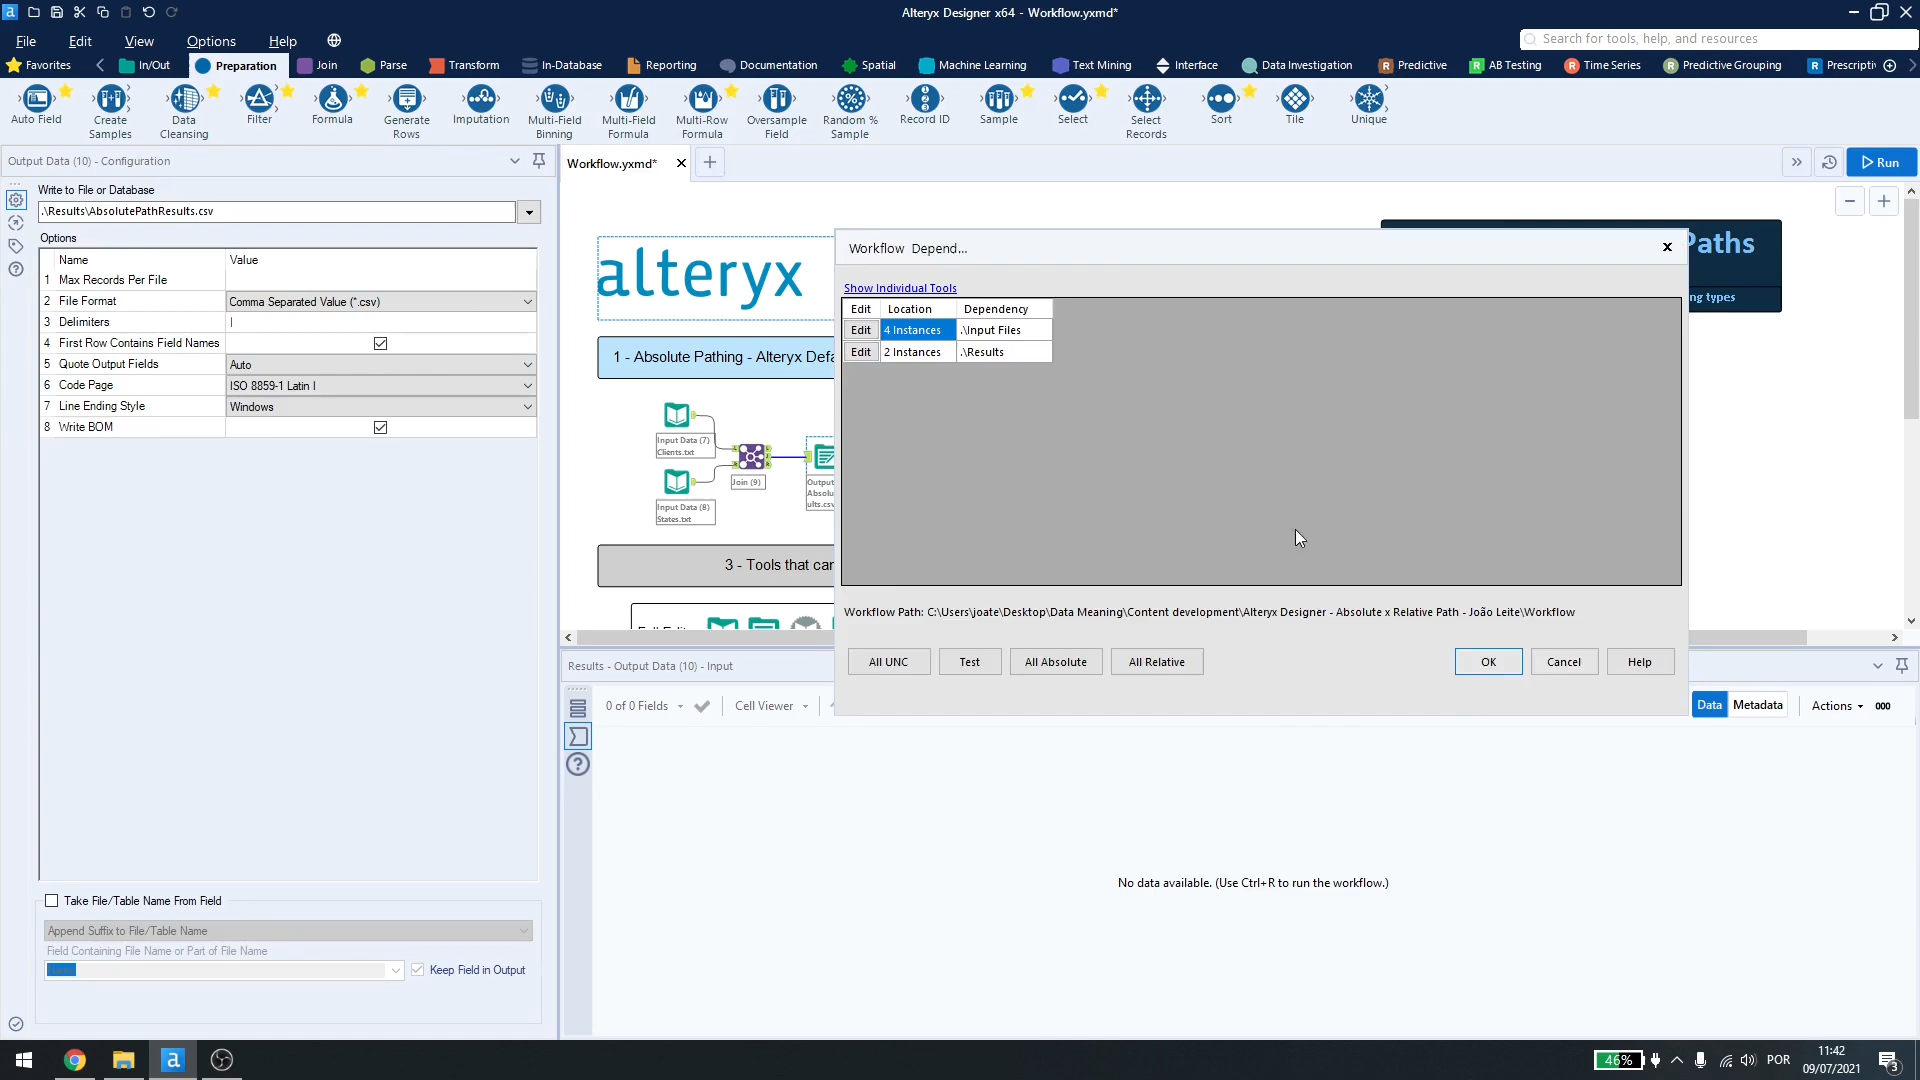 Alteryx Designer x64 - Workflow.yxmd*
File Edit View Options Help
Search for tools, help, and resources
Favorites In/Out Preparation Join Parse Transform In-Database Reporting Documentation Spatial Machine Learning Text Mining Interface Data Investigation Predictive AB Testing Time Series Predictive Grouping Prescripti
Auto Field
Create Samples
Data Cleansing
Filter
Formula
Generate Rows
Imputation
Multi-Field Binning
Multi-Field Formula
Multi-Row Formula
Oversample Field
Random % Sample
Record ID
Sample
Select
Select Records
Sort
Tile
Unique
Output Data (10) - Configuration
Workflow.yxmd*
Run
Write to File or Database
.\Results\AbsolutePathResults.csv
Options
Name Value
1 Max Records Per File
2 File Format Comma Separated Value (*.csv)
3 Delimiters |
4 First Row Contains Field Names
5 Quote Output Fields Auto
6 Code Page ISO 8859-1 Latin I
7 Line Ending Style Windows
8 Write BOM
Take File/Table Name From Field
Append Suffix to File/Table Name
Field Containing File Name or Part of File Name
Keep Field in Output
alteryx
Paths
ng types
1 - Absolute Pathing - Alteryx Defa
Input Data (7)
Clients.txt
Join (9)
Input Data (8)
States.txt
Output
Absolu
ults.csv
3 - Tools that can
Workflow Depend...
Show Individual Tools
Edit Location Dependency
Edit 4 Instances .\Input Files
Edit 2 Instances .\Results
Workflow Path: C:\Users\joate\Desktop\Data Meaning\Content development\Alteryx Designer - Absolute x Relative Path - João Leite\Workflow
All UNC Test All Absolute All Relative OK Cancel Help
Results - Output Data (10) - Input
0 of 0 Fields Cell Viewer Data Metadata Actions 000
No data available. (Use Ctrl+R to run the workflow.)
46% POR
11:42
09/07/2021
3